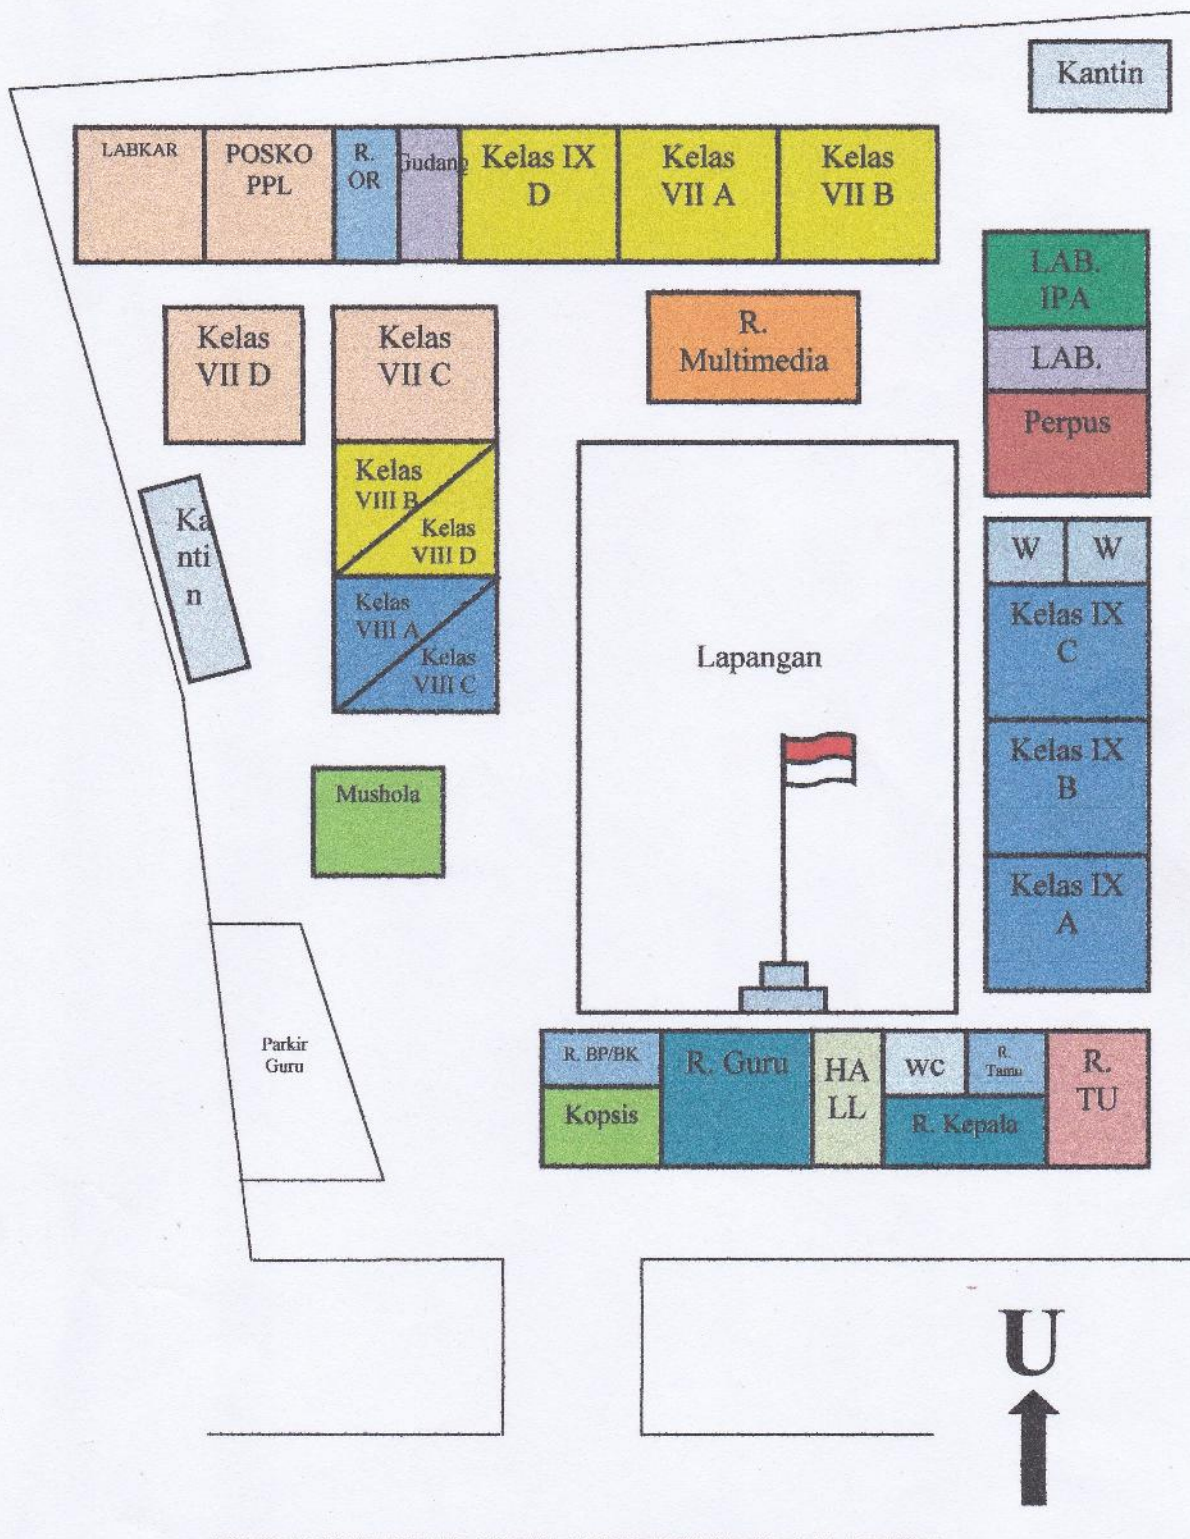 Kantin
LABKAR
POSKO
PPL
R.
OR
Gudang
Kelas IX
D
Kelas
VII A
Kelas
VII B
LAB.
IPA
LAB.
Perpus
Kelas
VII D
Kelas
VII C
R.
Multimedia
Kelas
VIII B
Kelas
VIII D
Ka
nti
n
Kelas
VIII A
Kelas
VIII C
Lapangan
W
W
Kelas IX
C
Kelas IX
B
Kelas IX
A
Mushola
Parkir
Guru
R. BP/BK
Kopsis
R. Guru
HA
LL
WC
R.
Tamu
R. Kepala
R.
TU
U